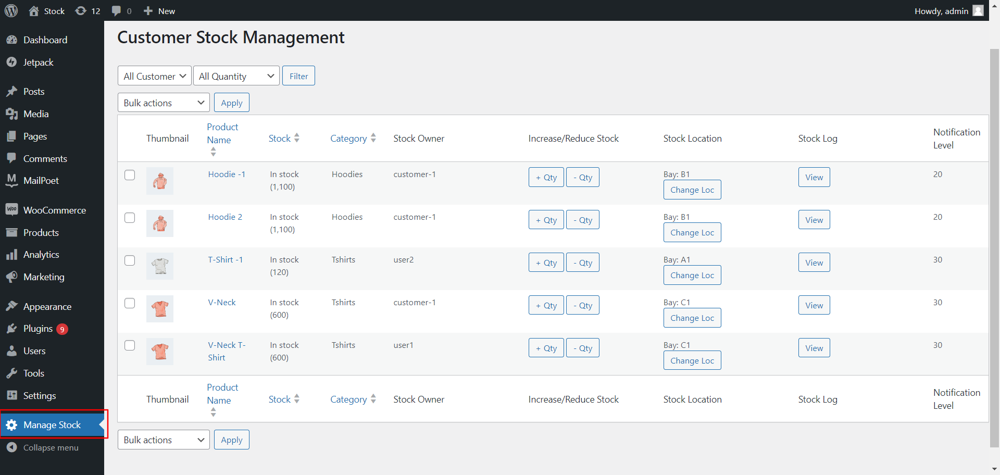 Stock 12 0 New Howdy, admin
Dashboard
Jetpack
Posts
Media
Pages
Comments
MailPoet
WooCommerce
Products
Analytics
Marketing
Appearance
Plugins 9
Users
Tools
Settings
Manage Stock
Collapse menu
Customer Stock Management
All Customer All Quantity Filter
Bulk actions Apply
Thumbnail Product Name Stock Category Stock Owner Increase/Reduce Stock Stock Location Stock Log Notification Level
Hoodie -1 In stock (1,100) Hoodies customer-1 + Qty - Qty Bay: B1 Change Loc View 20
Hoodie 2 In stock (1,100) Hoodies customer-1 + Qty - Qty Bay: B1 Change Loc View 20
T-Shirt -1 In stock (120) Tshirts user2 + Qty - Qty Bay: A1 Change Loc View 30
V-Neck In stock (600) Tshirts customer-1 + Qty - Qty Bay: C1 Change Loc View 30
V-Neck T-Shirt In stock (600) Tshirts user1 + Qty - Qty Bay: C1 Change Loc View 30
Thumbnail Product Name Stock Category Stock Owner Increase/Reduce Stock Stock Location Stock Log Notification Level
Bulk actions Apply